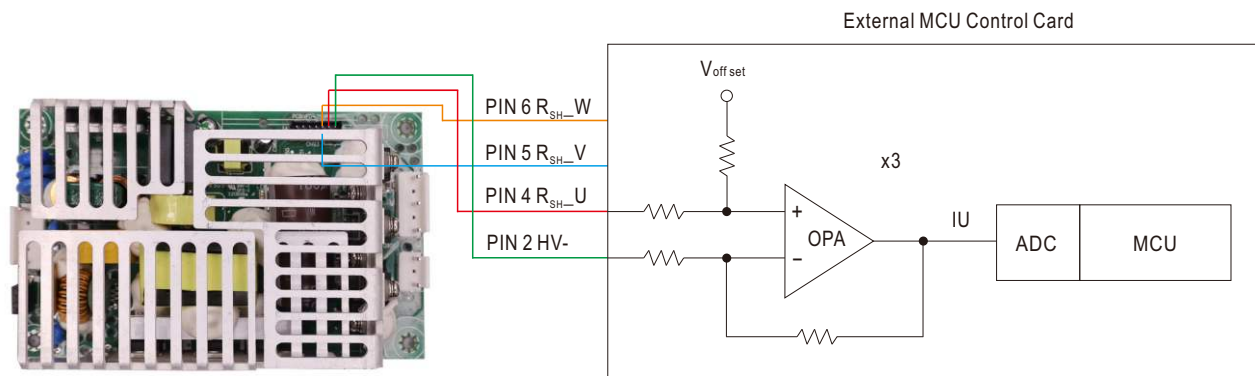 External MCU Control Card
V offset
PIN 6 RSH_W
PIN 5 RSH_V
x3
PIN 4 RSH_U
+
OPA
IU
ADC
MCU
PIN 2 HV-
−